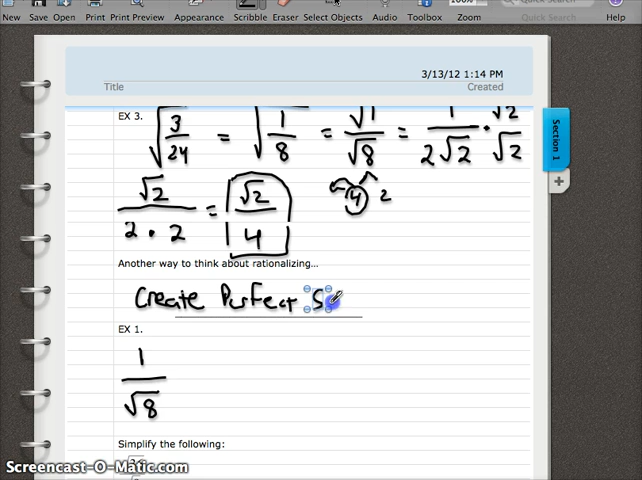 New Save Open Print Print Preview Appearance Scribble Eraser Select Objects Audio Toolbox Zoom Quick Search Help
100%
Quick Search
3/13/12 1:14 PM
Title Created
EX 3. √3/24 = √1/8 = √1/√8 = 1/2√2 · √2/√2
Section 1
√2/2 · 2 = √2/4 4 2
Another way to think about rationalizing...
Create Perfect S
EX 1.
1/√8
Simplify the following:
Screencast-O-Matic.com